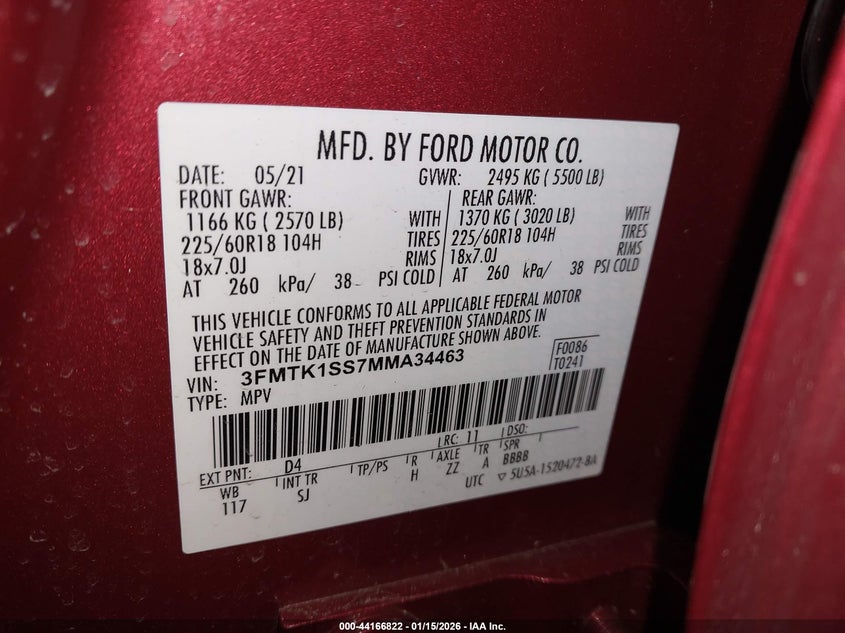 MFD. BY FORD MOTOR CO.
DATE: 05/21 GVWR: 2495 KG ( 5500 LB)
FRONT GAWR: REAR GAWR:
1166 KG ( 2570 LB) WITH 1370 KG ( 3020 LB) WITH
225/60R18 104H TIRES 225/60R18 104H TIRES
18x7.0J RIMS 18x7.0J RIMS
AT 260 kPa/ 38 PSI COLD AT 260 kPa/ 38 PSI COLD
THIS VEHICLE CONFORMS TO ALL APPLICABLE FEDERAL MOTOR
VEHICLE SAFETY AND THEFT PREVENTION STANDARDS IN
EFFECT ON THE DATE OF MANUFACTURE SHOWN ABOVE.
VIN: 3FMTK1SS7MMA34463 F0086
TYPE: MPV T0241
EXT PNT: D4 RC: 11 DSO:
WB INT TR TP/PS R AXLE TR SPR
117 SJ H ZZ A BBBB
UTC ▽ 5U5A-1520472-BA
000-44166822 - 01/15/2026 - IAA Inc.